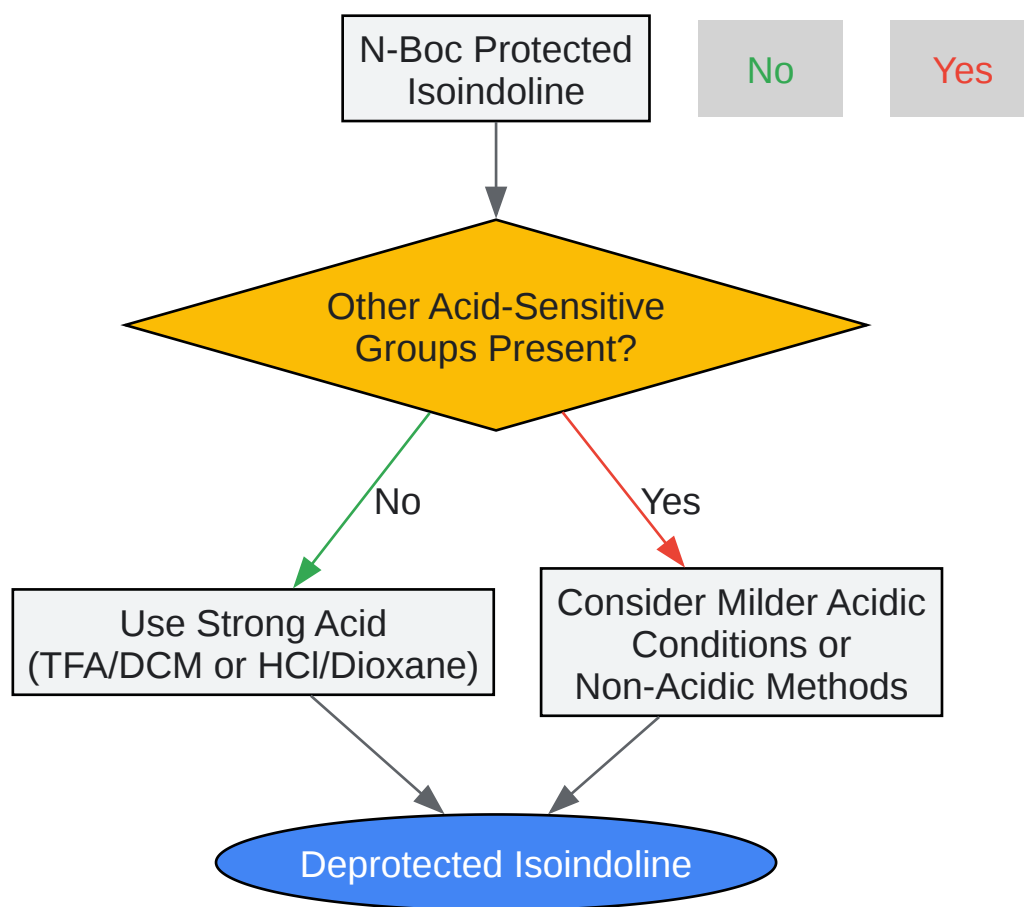 N-Boc Protected
Isoindoline
No
Yes
Other Acid-Sensitive
Groups Present?
No
Yes
Use Strong Acid
(TFA/DCM or HCl/Dioxane)
Consider Milder Acidic
Conditions or
Non-Acidic Methods
Deprotected Isoindoline